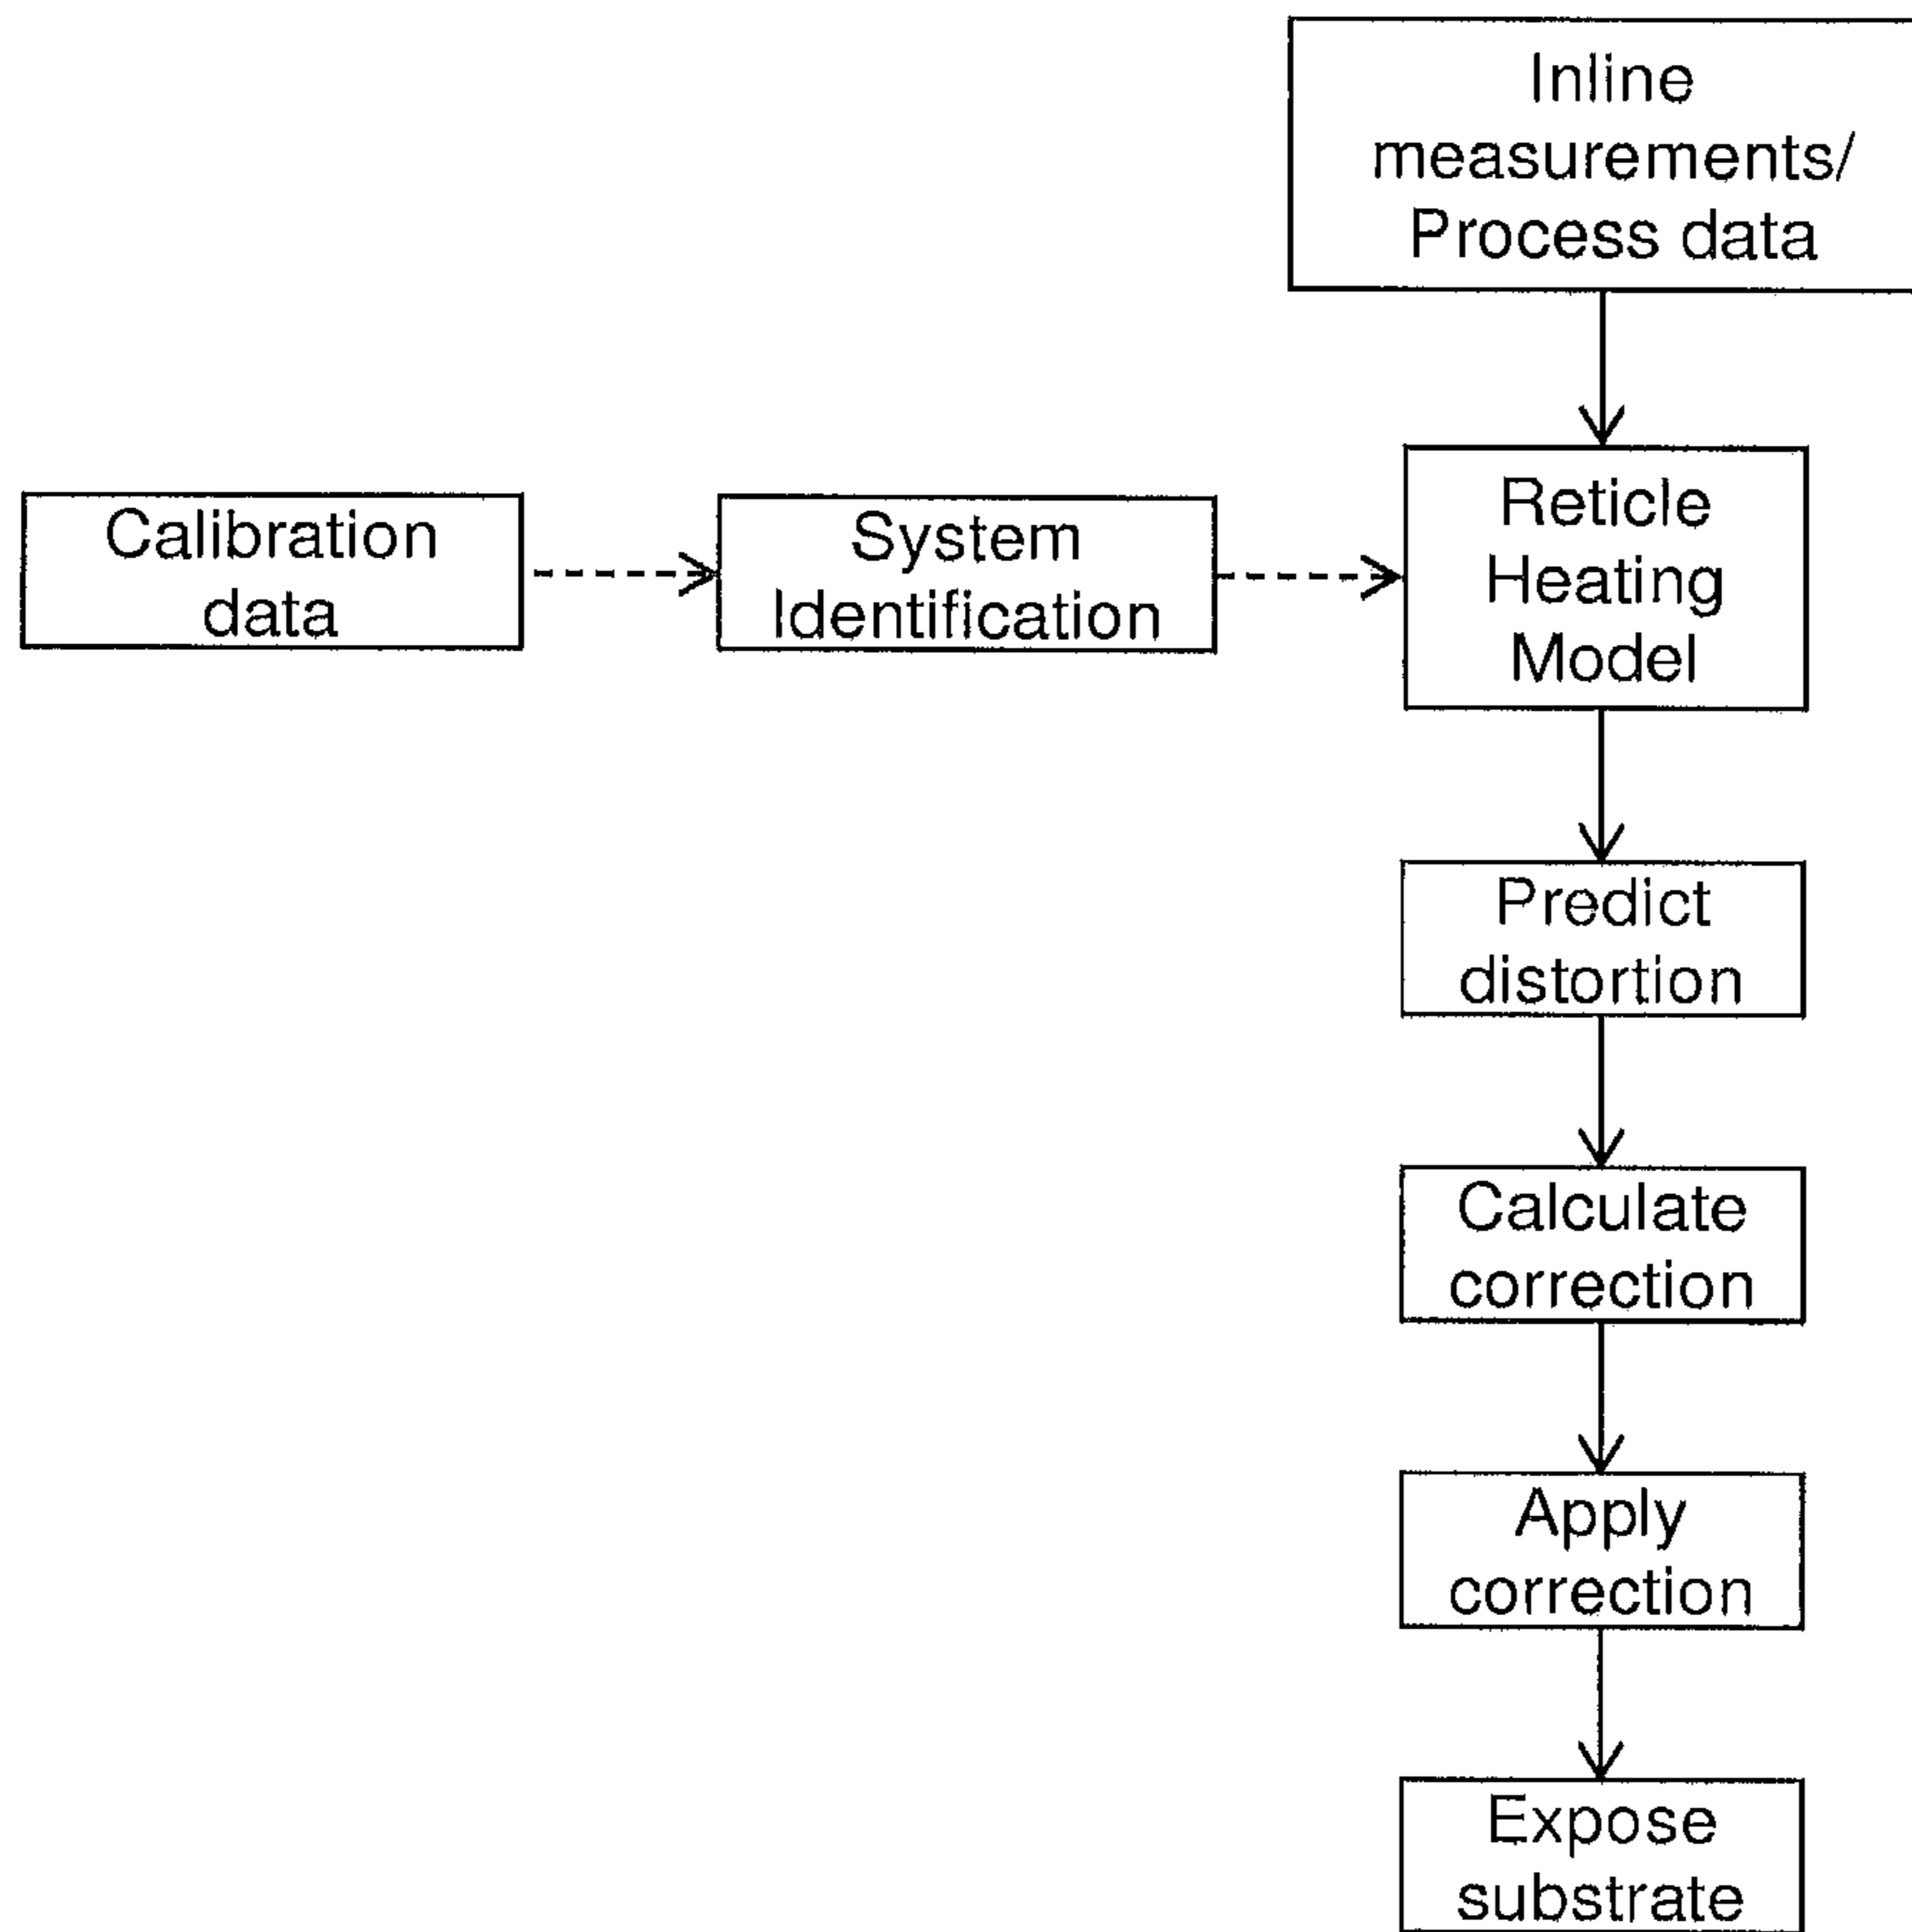 Inline
measurements/
Process data
Calibration
data
System
Identification
Reticle
Heating
Model
Predict
distortion
Calculate
correction
Apply
correction
Expose
substrate